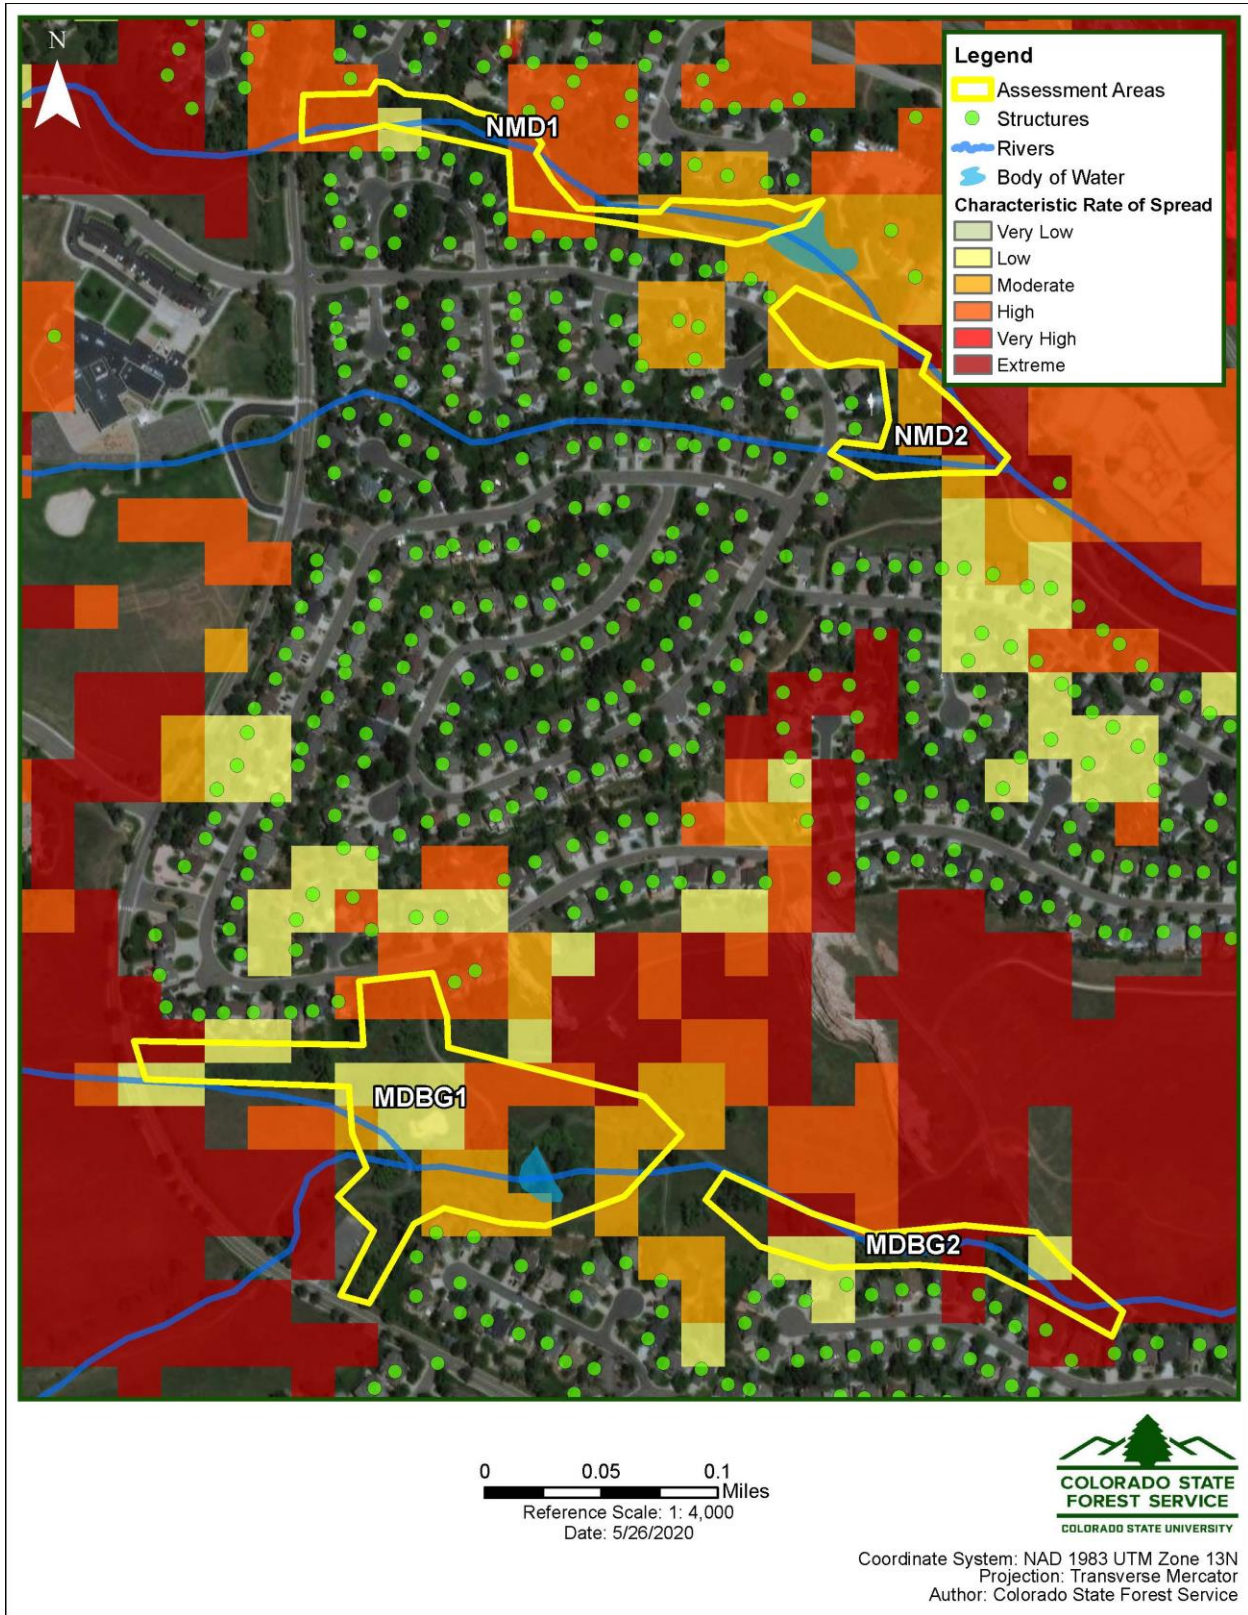 N
Legend
Assessment Areas
Structures
Rivers
Body of Water
Characteristic Rate of Spread
Very Low
Low
Moderate
High
Very High
Extreme
NMD1
NMD2
MDBG1
MDBG2
0 0.05 0.1
Miles
Reference Scale: 1: 4,000
Date: 5/26/2020
COLORADO STATE
FOREST SERVICE
COLORADO STATE UNIVERSITY
Coordinate System: NAD 1983 UTM Zone 13N
Projection: Transverse Mercator
Author: Colorado State Forest Service